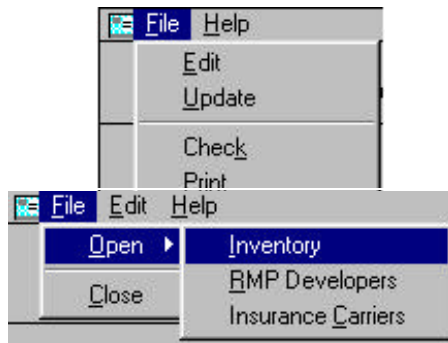 File Help
Edit
Update
Check
Print
File Edit Help
Open Inventory
RMP Developers
Close
Insurance Carriers